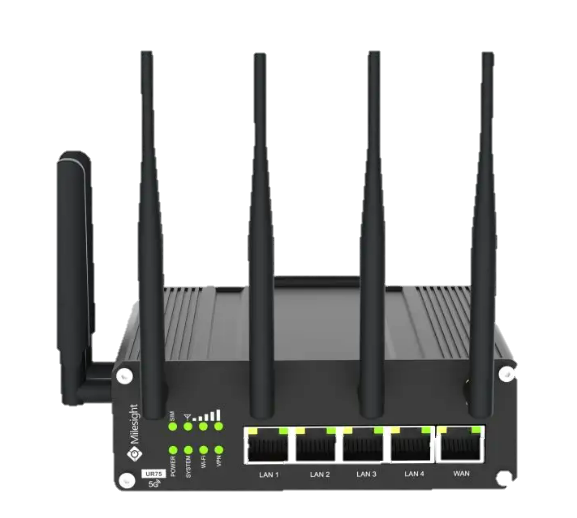 Milesight
UR75
5G
SIM
POWER
SYSTEM
Wi-Fi
VPN
LAN 1
LAN 2
LAN 3
LAN 4
WAN